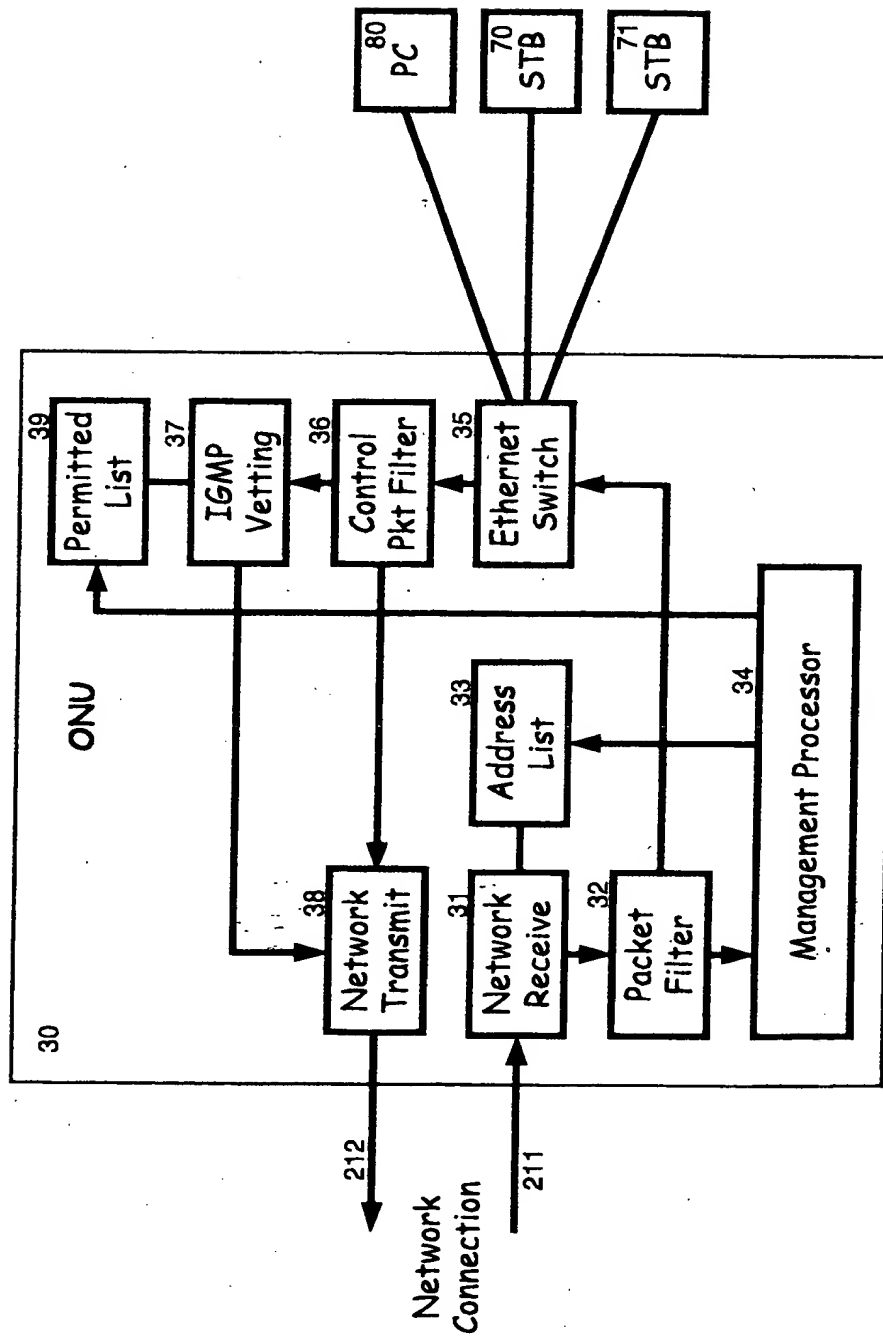 30
ONU
39
Permitted
List
37
IGMP
Vetting
36
Control
Pkt Filter
35
Ethernet
Switch
80
PC
70
STB
71
STB
38
Network
Transmit
33
Address
List
31
Network
Receive
32
Packet
Filter
34
Management Processor
212
Network
Connection
211